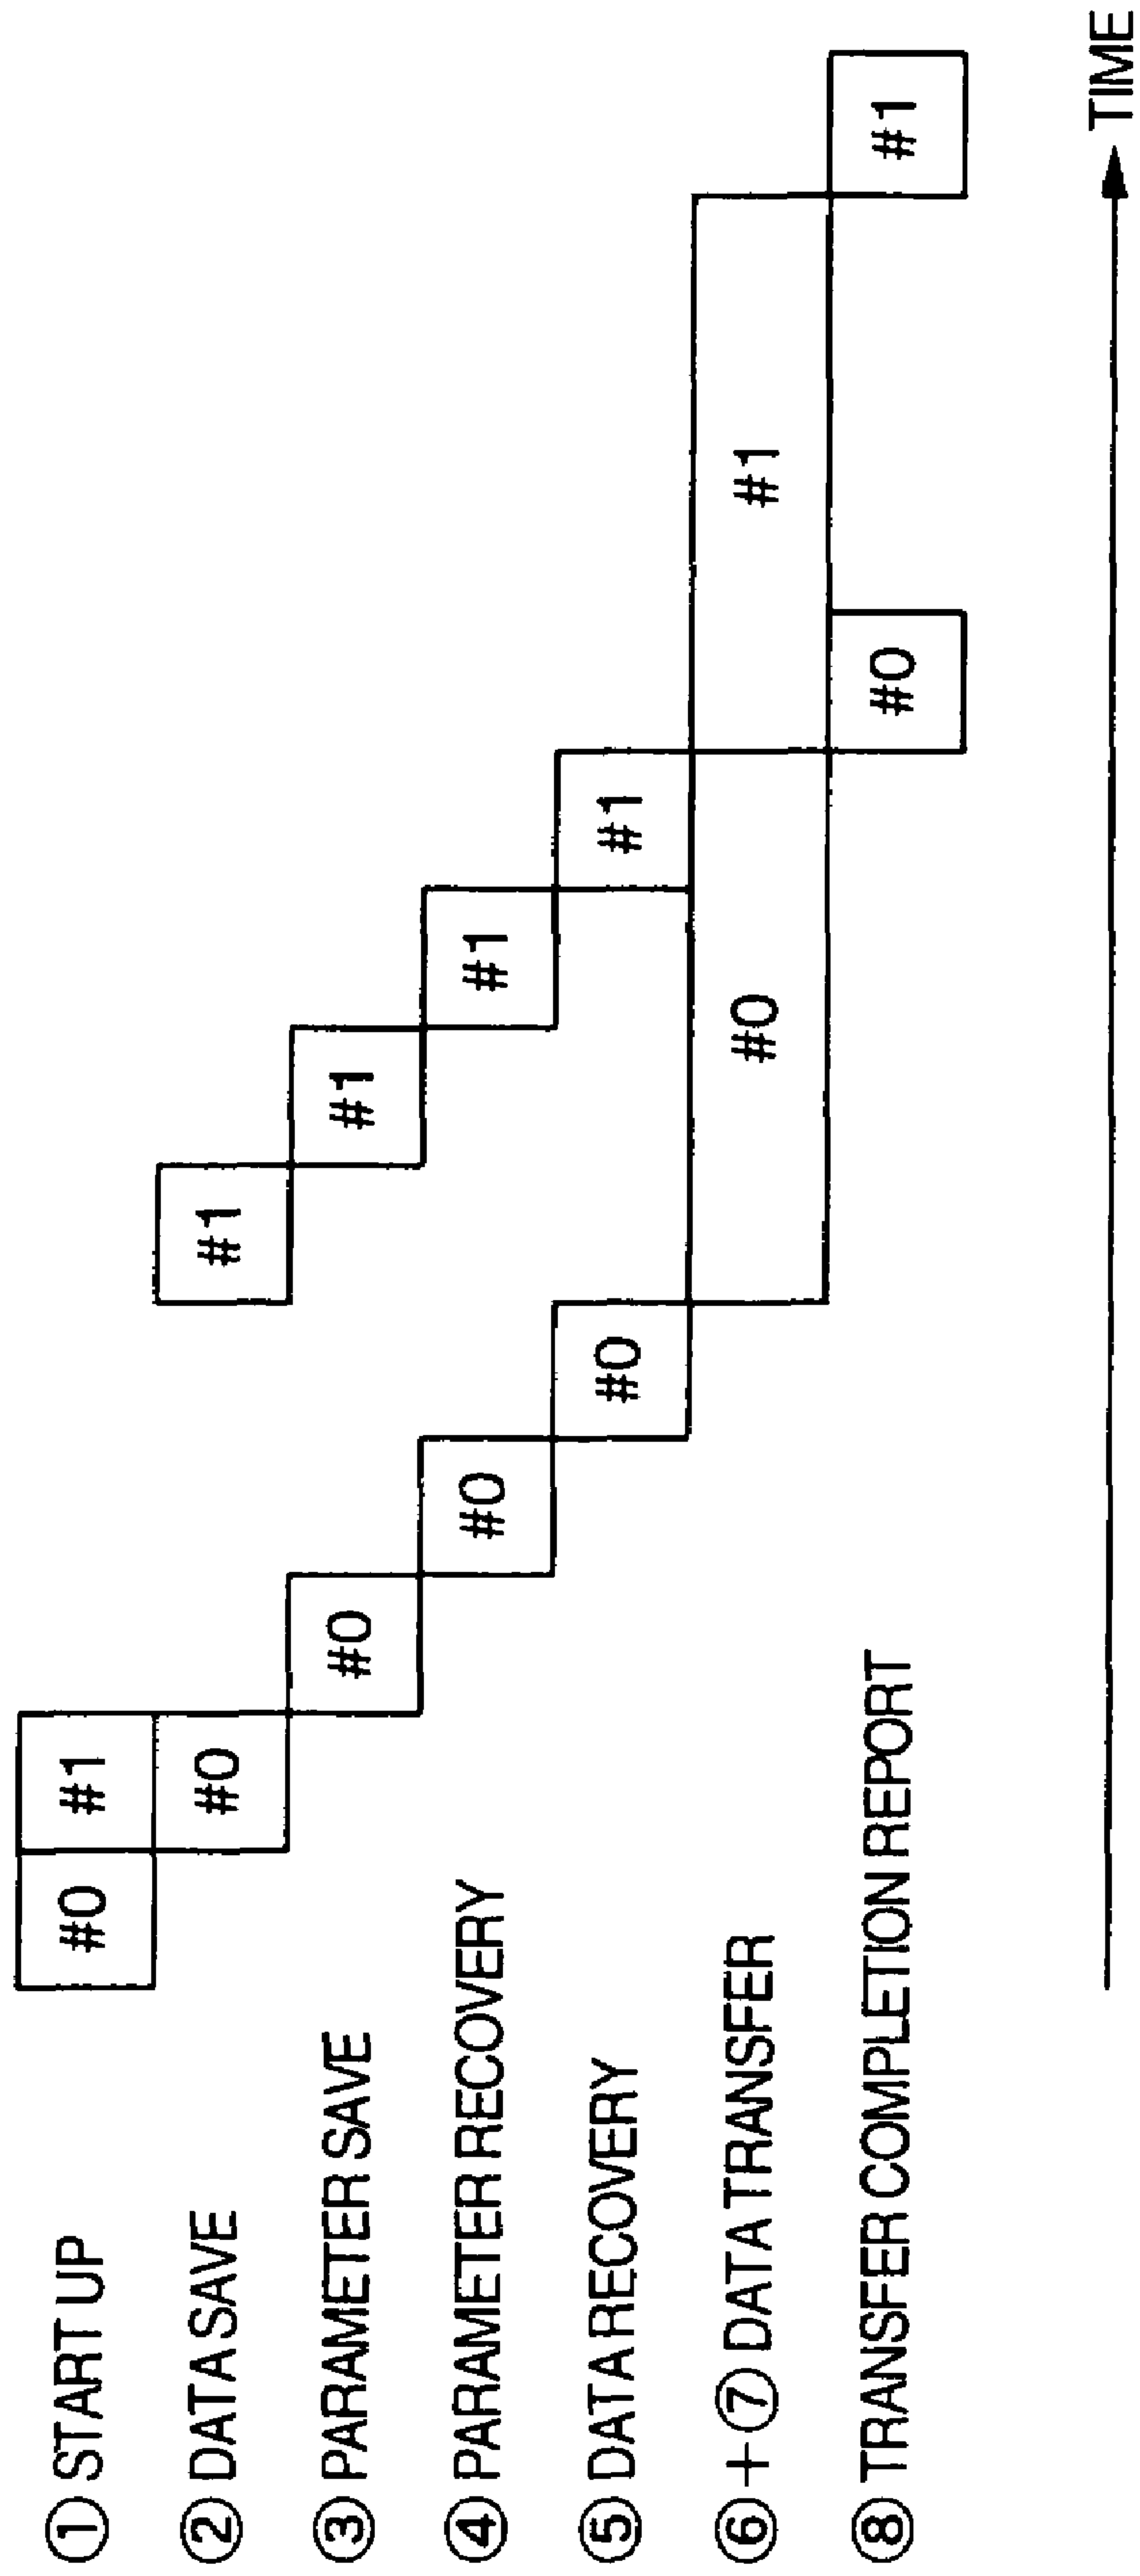 ① START UP #0 #1
② DATA SAVE #0 #1
③ PARAMETER SAVE #0 #1
④ PARAMETER RECOVERY #0 #1
⑤ DATA RECOVERY #0 #1
⑥+⑦ DATA TRANSFER #0 #1
⑧ TRANSFER COMPLETION REPORT #0 #1
TIME